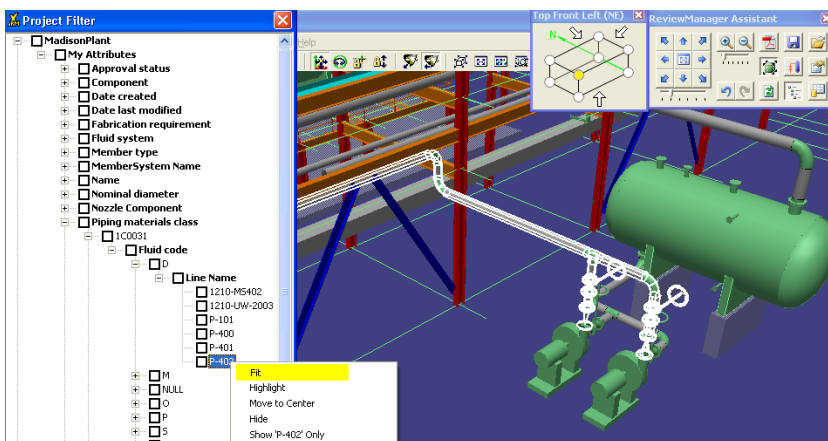 Project Filter
MadisonPlant
My Attributes
Approval status
Component
Date created
Date last modified
Fabrication requirement
Fluid system
Member type
MemberSystem Name
Name
Nominal diameter
Nozzle Component
Piping materials class
1C0031
Fluid code
D
Line Name
1210-MS402
1210-UW-2003
P-101
P-400
P-401
P-402
M
NULL
O
P
S
Fit
Highlight
Move to Center
Hide
Show 'P-402' Only
Help
Top Front Left (NE)
N
ReviewManager Assistant